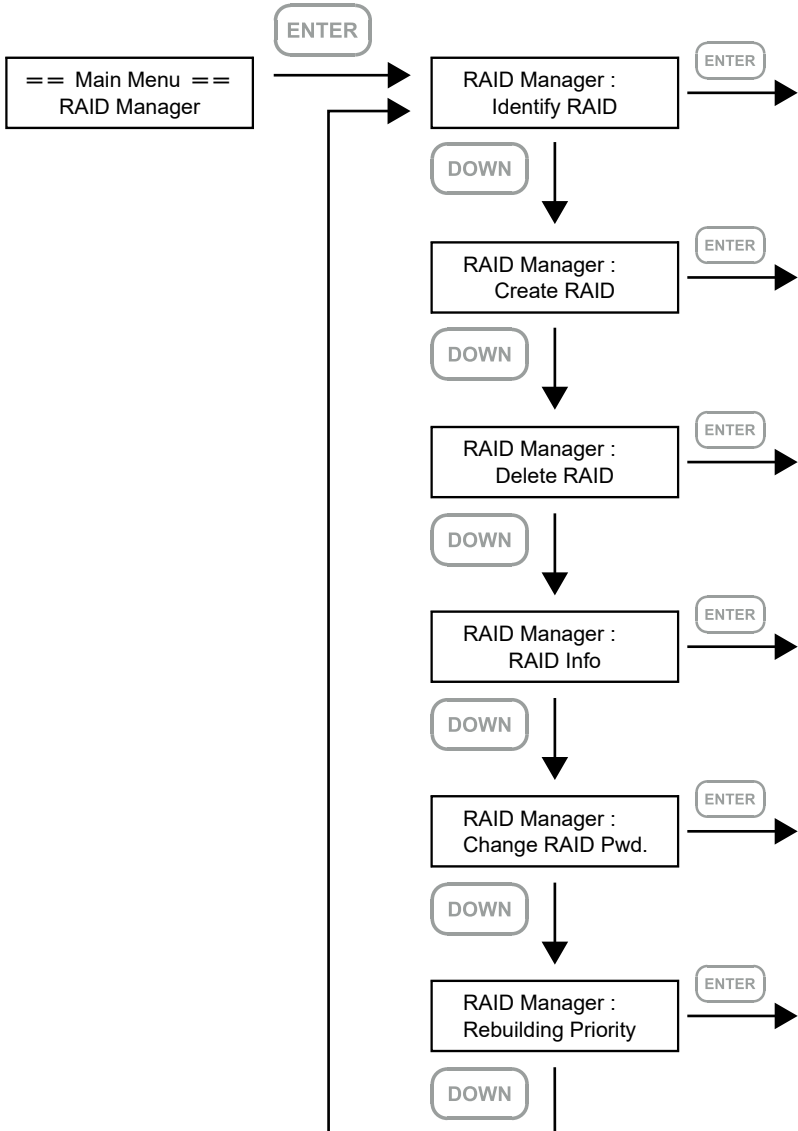 ENTER
== Main Menu ==
RAID Manager
RAID Manager :
Identify RAID
ENTER
DOWN
RAID Manager :
Create RAID
ENTER
DOWN
RAID Manager :
Delete RAID
ENTER
DOWN
RAID Manager :
RAID Info
ENTER
DOWN
RAID Manager :
Change RAID Pwd.
ENTER
DOWN
RAID Manager :
Rebuilding Priority
ENTER
DOWN